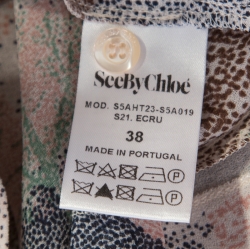 SeeByChloé
MOD. S5AHT23-S5A019
S21. ECRU
38
MADE IN PORTUGAL